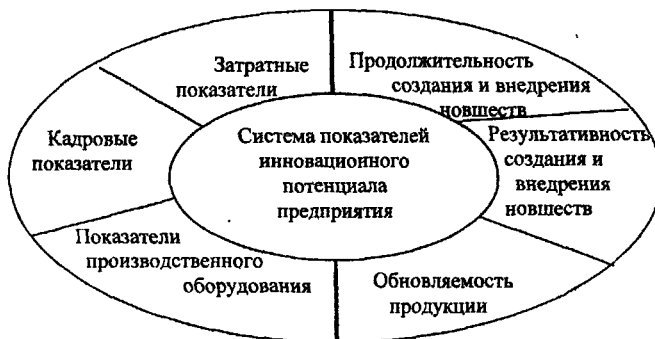 Затратные
показатели
Продолжительность
создания и внедрения
новшеств
Кадровые
показатели
Система показателей
инновационного
потенциала
предприятия
Результативность
создания и
внедрения
новшеств
Показатели
производственного
оборудования
Обновляемость
продукции